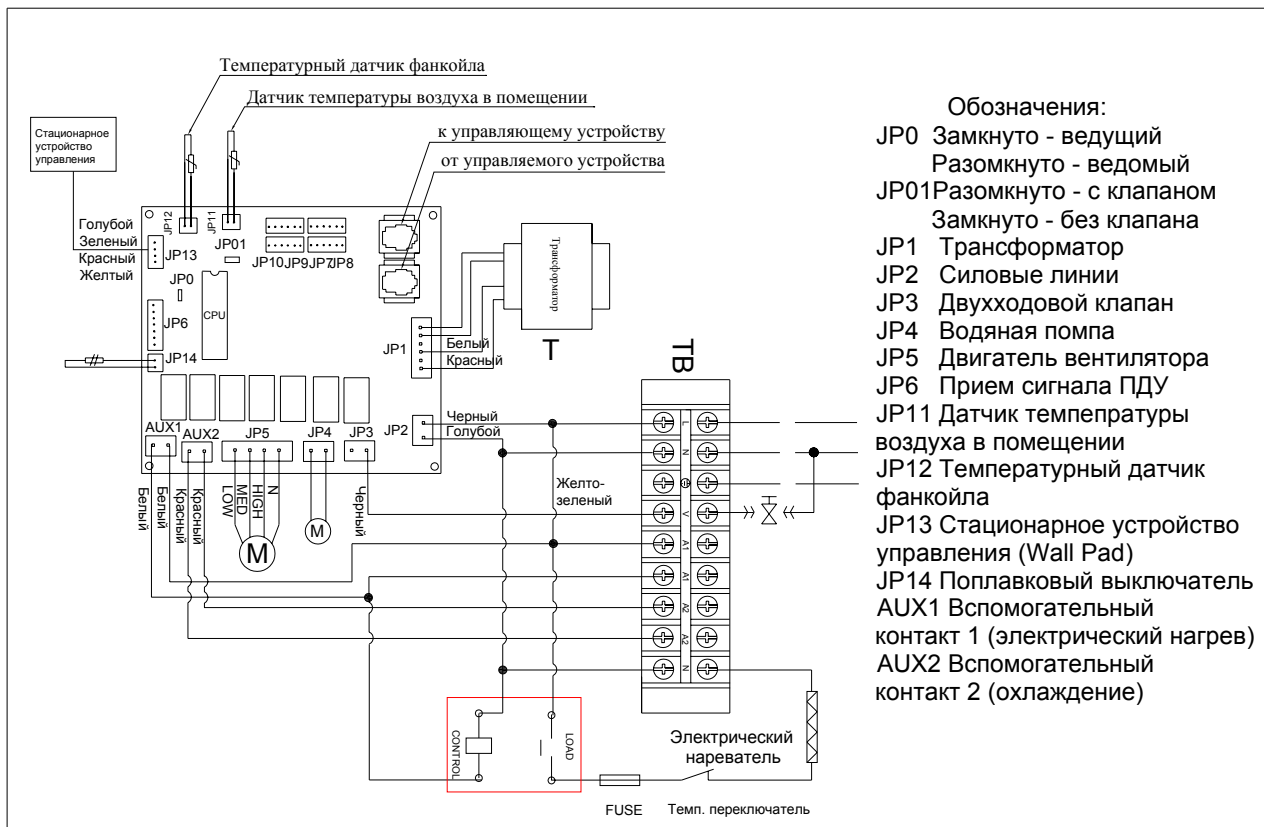 Температурный датчик фанкойла
Датчик температуры воздуха в помещении
к управляющему устройству
от управляемого устройства
Стационарное
устройство
управления
Голубой
Зеленый
Красный
Желтый
JP12
JP11
JP13
JP01
JP0
JP10 JP9 JP7 JP8
CPU
JP6
JP14
JP1
Белый
Красный
Трансформатор
T
TB
AUX1
AUX2
JP5
JP4
JP3
JP2
Черный
Голубой
Белый
Белый
Красный
Красный
LOW
MED
HIGH
N
M
M
Черный
Желто-
зеленый
L
N
V
A1
A1
A2
A2
N
CONTROL
LOAD
FUSE
Электрический
нареватель
Темп. переключатель
Обозначения:
JP0 Замкнуто - ведущий
Разомкнуто - ведомый
JP01Разомкнуто - с клапаном
Замкнуто - без клапана
JP1 Трансформатор
JP2 Силовые линии
JP3 Двухходовой клапан
JP4 Водяная помпа
JP5 Двигатель вентилятора
JP6 Прием сигнала ПДУ
JP11 Датчик темпепратуры
воздуха в помещении
JP12 Температурный датчик
фанкойла
JP13 Стационарное устройство
управления (Wall Pad)
JP14 Поплавковый выключатель
AUX1 Вспомогательный
контакт 1 (электрический нагрев)
AUX2 Вспомогательный
контакт 2 (охлаждение)